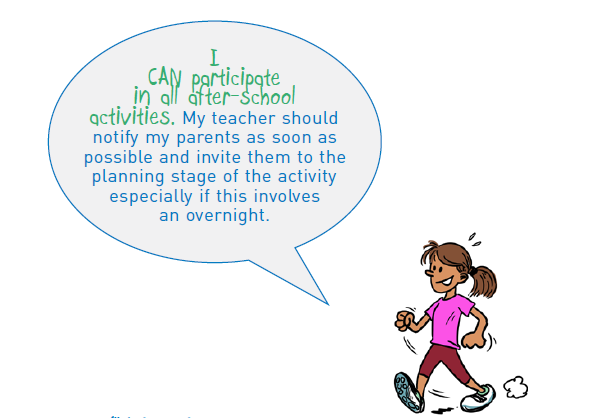 I
CAN participate
in all after-school
activities. My teacher should
notify my parents as soon as
possible and invite them to the
planning stage of the activity
especially if this involves
an overnight.